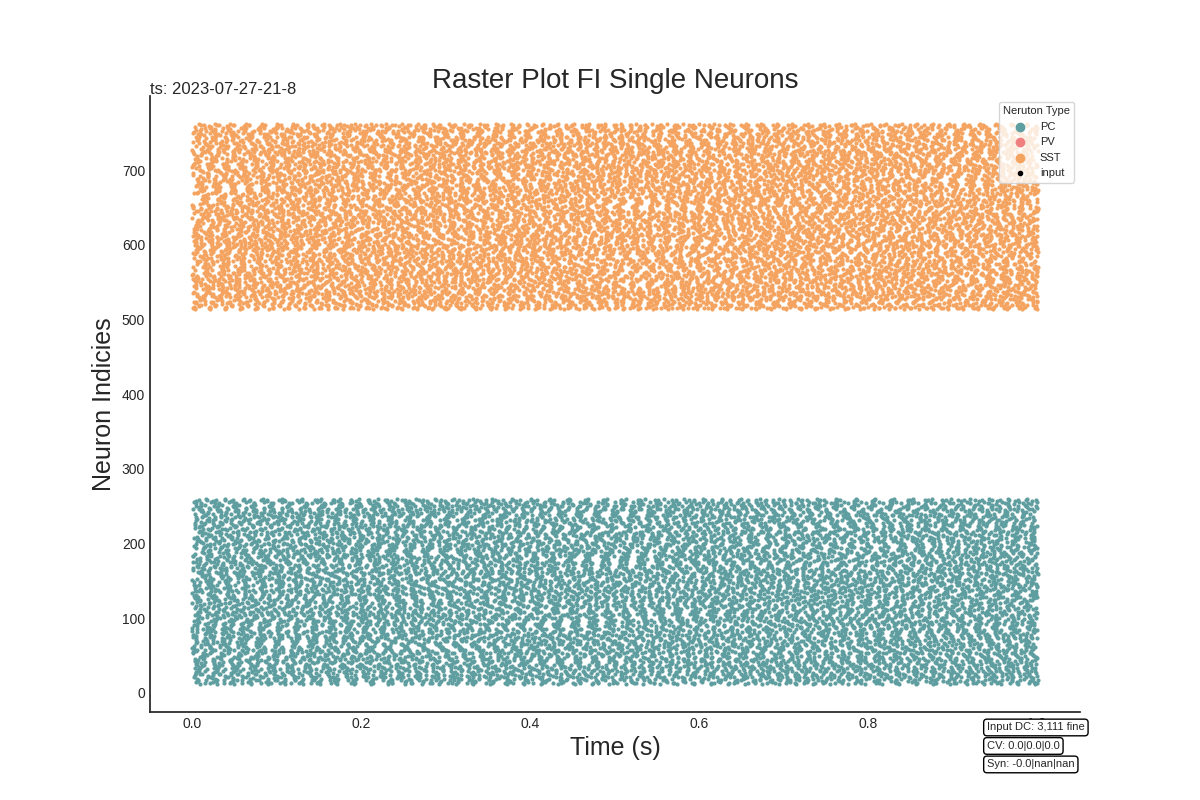 Raster Plot FI Single Neurons
ts: 2023-07-27-21-8
Neruton Type
PC
PV
SST
input
Neuron Indicies
700
600
500
400
300
200
100
0
0.0
0.2
0.4
0.6
0.8
Time (s)
Input DC: 3,111 fine
CV: 0.0|0.0|0.0
Syn: -0.0|nan|nan